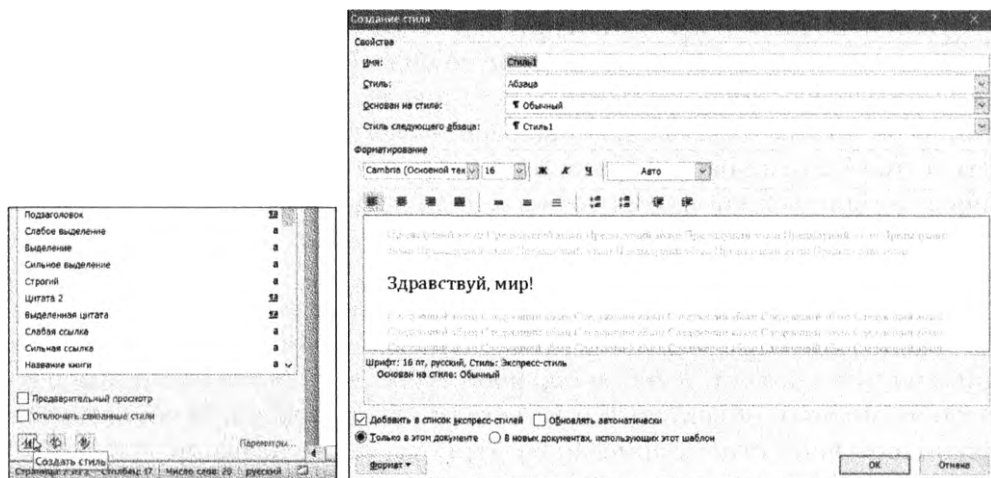 Подзаголовок
Слабое выделение
Выделение
Сильное выделение
Строгий
Цитата 2
Выделенная цитата
Слабая ссылка
Сильная ссылка
Название книги
Предварительный просмотр
Отключить связанные стили
Параметры...
Создать стиль
Страница: 2 из 2 Столбец: 17 Число слов: 29 русский
Создание стиля
Свойства
Имя: Стиль1
Стиль: Абзаца
Основан на стиле: ¶ Обычный
Стиль следующего абзаца: ¶ Стиль1
Форматирование
Cambria (Основной тек 16 Ж К Ч Авто
Здравствуй, мир!
Шрифт: 16 пт, русский, Стиль: Экспресс-стиль
Основан на стиле: Обычный
Добавить в список экспресс-стилей Обновлять автоматически
Только в этом документе В новых документах, использующих этот шаблон
Формат
ОК Отмена